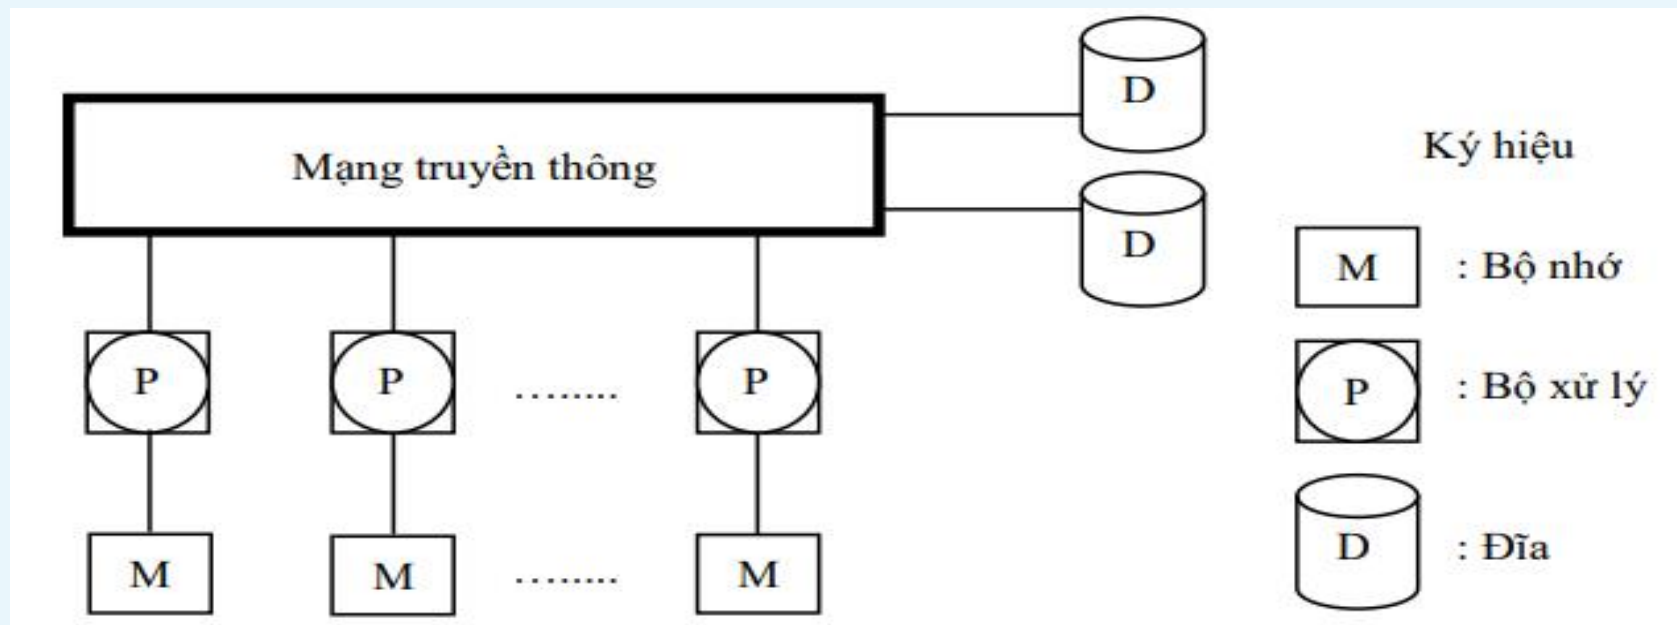 D
Mạng truyền thông
D
P
P
........
P
M
M
........
M
Ký hiệu
M : Bộ nhớ
P : Bộ xử lý
D : Đĩa